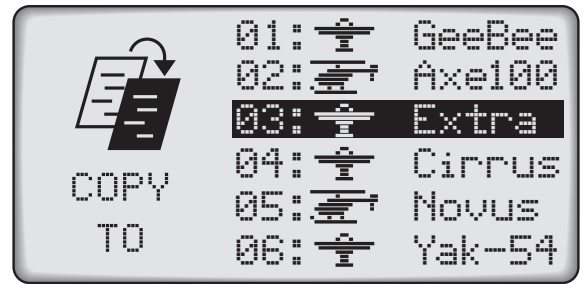 COPY
TO
01: GeeBee
02: Axe100
03: Extra
04: Cirrus
05: Novus
06: Yak-54